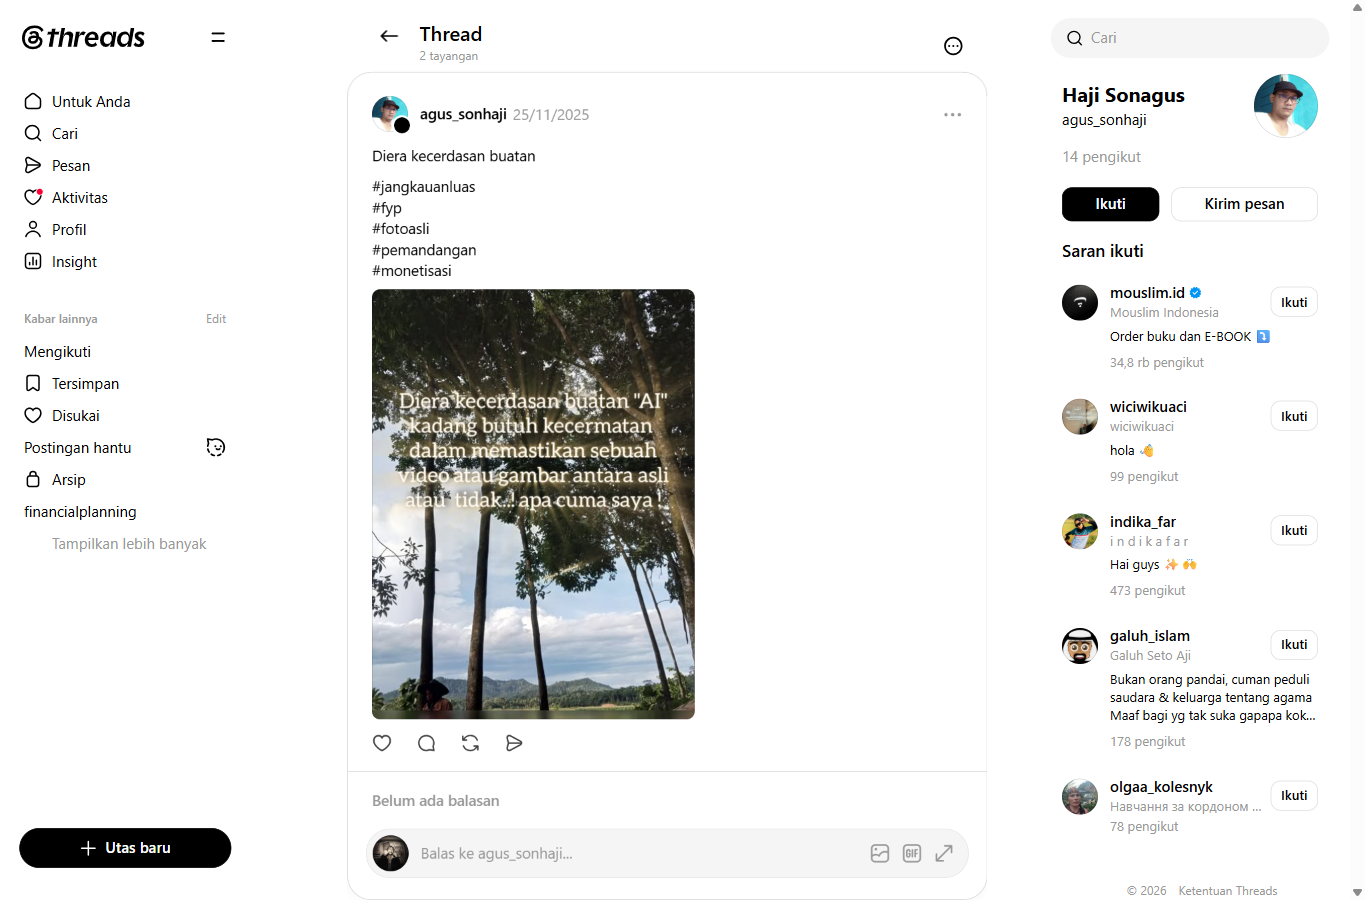 threads
Untuk Anda
Cari
Pesan
Aktivitas
Profil
Insight
Kabar lainnya
Edit
Mengikuti
Tersimpan
Disukai
Postingan hantu
Arsip
financialplanning
Tampilkan lebih banyak
Utas baru
Thread
2 tayangan
agus_sonhaji 25/11/2025
Diera kecerdasan buatan
#jangkauanluas
#fyp
#fotoasli
#pemandangan
#monetisasi
Diera kecerdasan buatan "AI"
kadang butuh kecermatan
dalam memastikan sebuah
video atau gambar antara asli
atau tidak..! apa cuma saya !
Belum ada balasan
Balas ke agus_sonhaji...
GIF
Cari
Haji Sonagus
agus_sonhaji
14 pengikut
Ikuti
Kirim pesan
Saran ikuti
mouslim.id
Mouslim Indonesia
Ikuti
Order buku dan E-BOOK ⤵️
34,8 rb pengikut
wiciwikuaci
wiciwikuaci
Ikuti
hola 👋
99 pengikut
indika_far
i n d i k a f a r
Ikuti
Hai guys ✨ 🙌
473 pengikut
galuh_islam
Galuh Seto Aji
Ikuti
Bukan orang pandai, cuman peduli
saudara & keluarga tentang agama
Maaf bagi yg tak suka gapapa kok...
178 pengikut
olgaa_kolesnyk
Навчання за кордоном ...
Ikuti
78 pengikut
© 2026 Ketentuan Threads